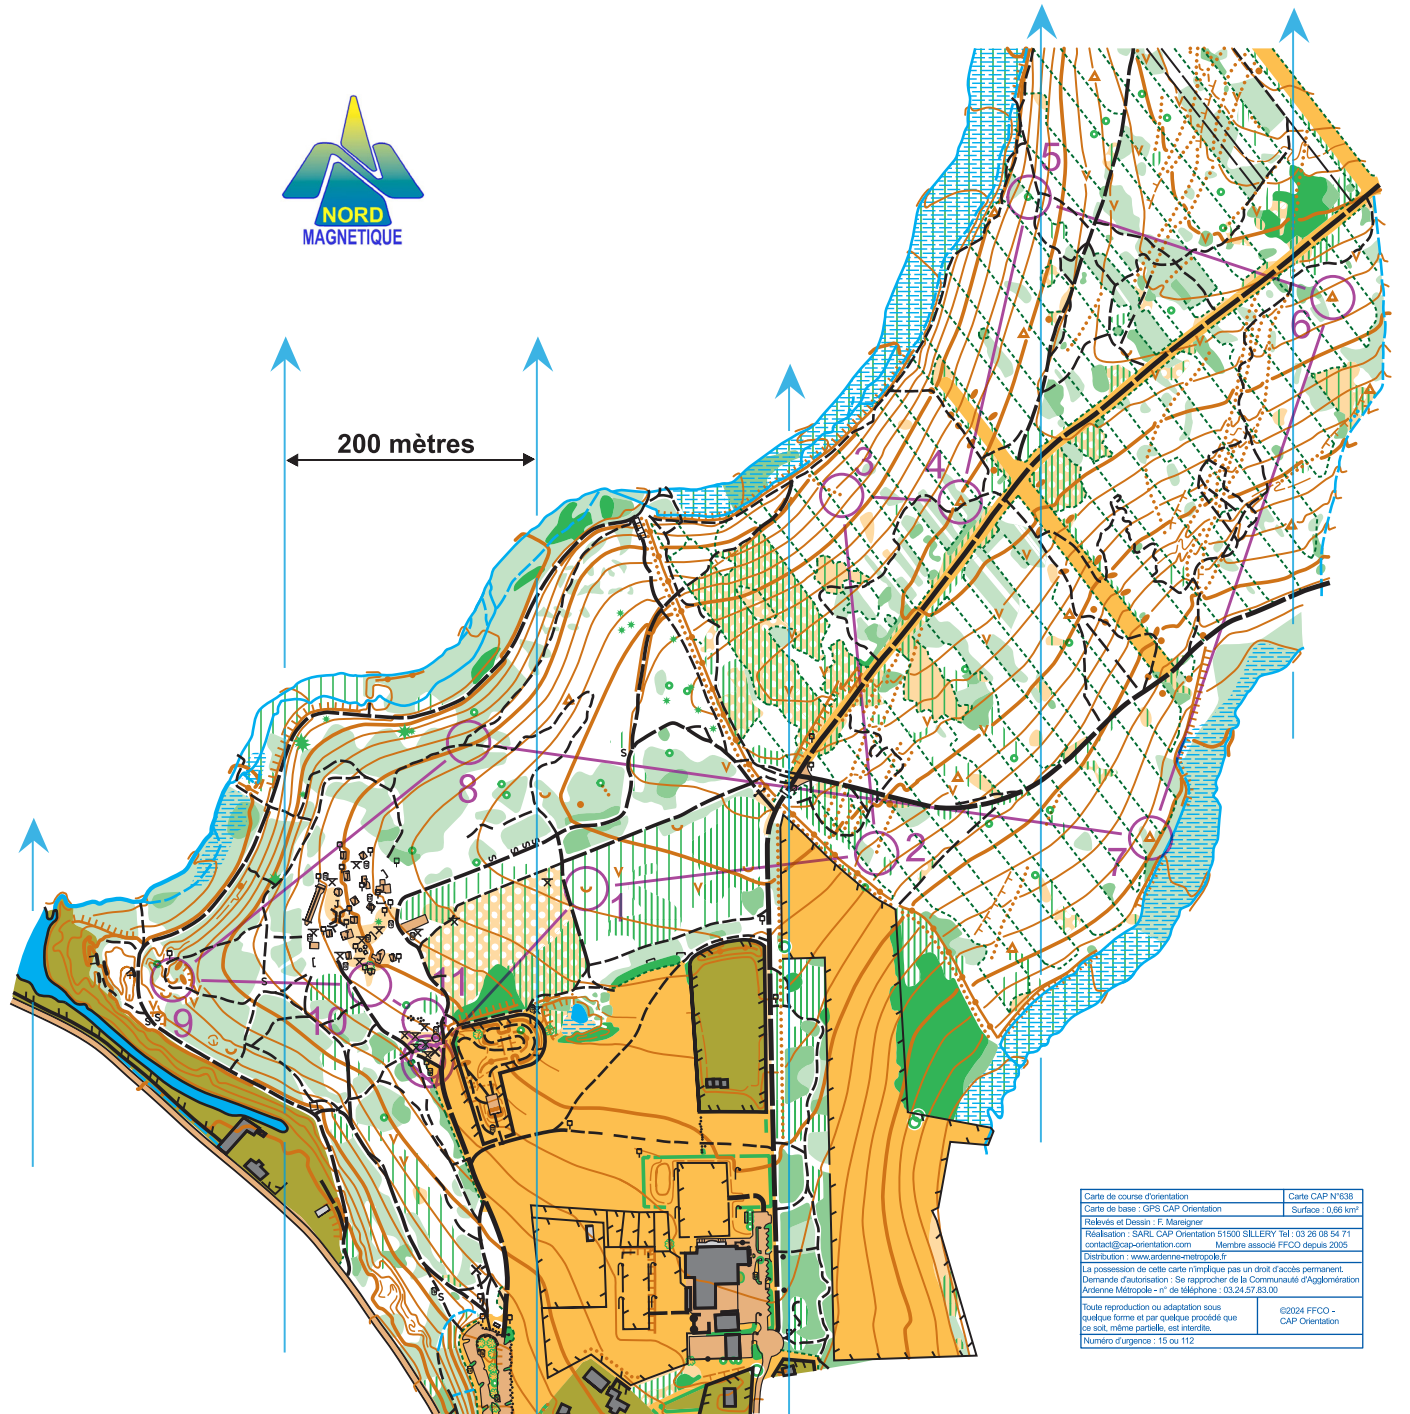 NORD
MAGNETIQUE
200 mètres
5
6
3
4
8
2
7
1
11
9
10
Carte de course d'orientation
Carte CAP N°638
Carte de base : GPS CAP Orientation
Surface : 0,66 km²
Relevés et Dessin : F. Mareigner
Réalisation : SARL CAP Orientation 51500 SILLERY Tel : 03 26 08 54 71
contact@cap-orientation.com Membre associé FFCO depuis 2005
Distribution : www.ardenne-metropole.fr
La possession de cette carte n'implique pas un droit d'accès permanent.
Demande d'autorisation : Se rapprocher de la Communauté d'Agglomération
Ardenne Métropole - n° de téléphone : 03.24.57.83.00
Toute reproduction ou adaptation sous
quelque forme et par quelque procédé que
ce soit, même partielle, est interdite.
©2024 FFCO -
CAP Orientation
Numéro d'urgence : 15 ou 112